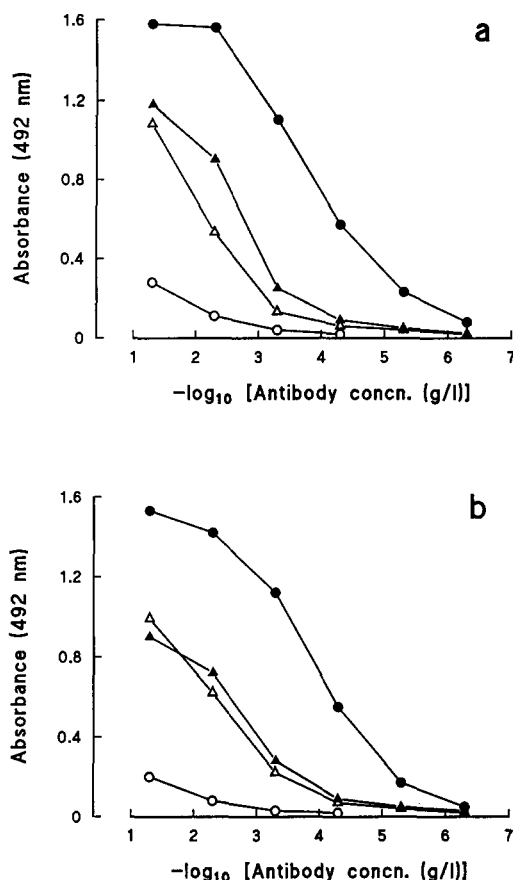 a
1.6
1.2
0.8
0.4
0
Absorbance (492 nm)
1 2 3 4 5 6 7
−log₁₀ [Antibody concn. (g/l)]
b
1.6
1.2
0.8
0.4
0
Absorbance (492 nm)
1 2 3 4 5 6 7
−log₁₀ [Antibody concn. (g/l)]